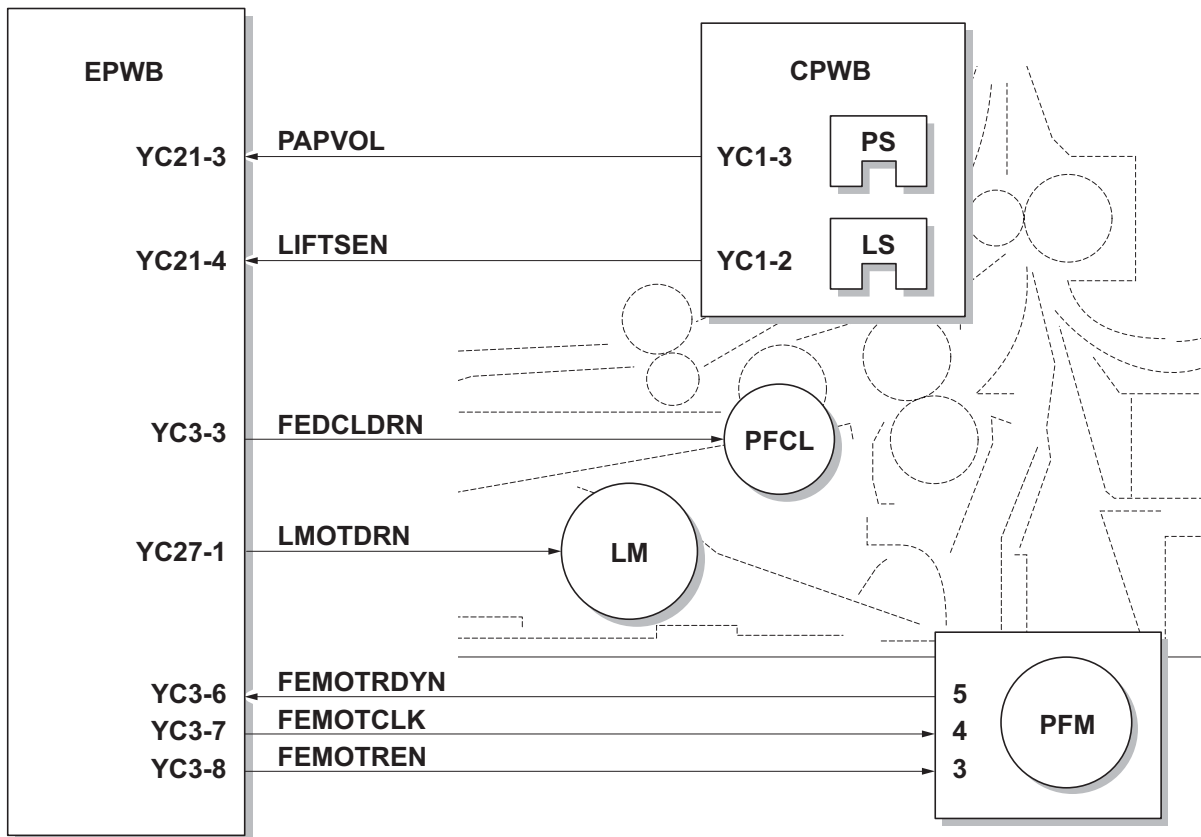 EPWB
CPWB
YC21-3 PAPVOL YC1-3 PS
YC21-4 LIFTSEN YC1-2 LS
YC3-3 FEDCLDRN PFCL
YC27-1 LMOTDRN LM
YC3-6 FEMOTRDYN 5
YC3-7 FEMOTCLK 4 PFM
YC3-8 FEMOTREN 3